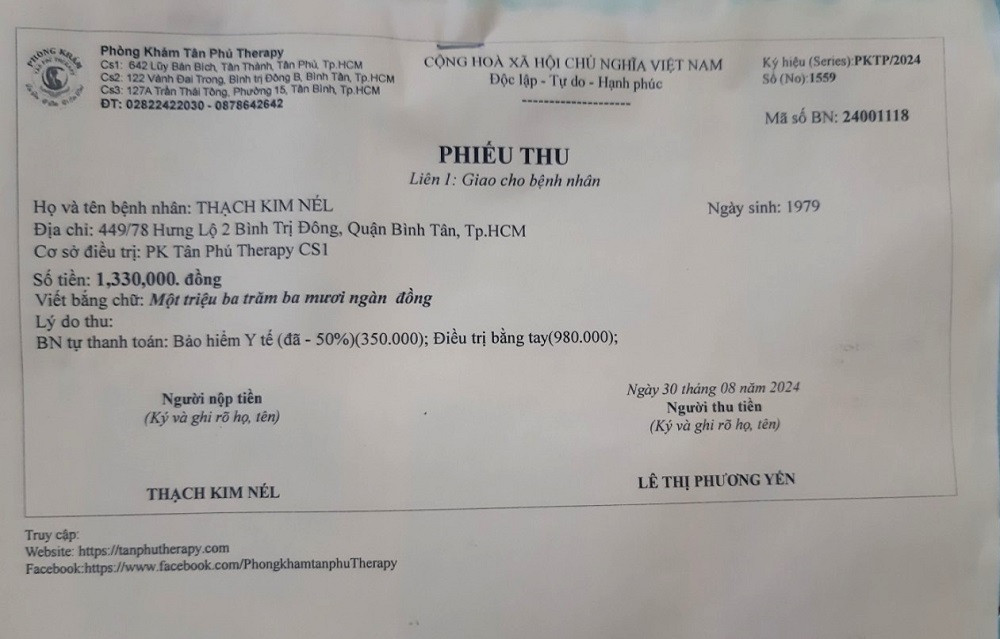 PHÒNG KHÁM
Phòng Khám Tân Phú Therapy
Cs1: 642 Lũy Bán Bích, Tân Thành, Tân Phú, Tp.HCM
Cs2: 122 Vành Đai Trong, Bình trị Đông B, Bình Tân, Tp.HCM
Cs3: 127A Trần Thái Tông, Phường 15, Tân Bình, Tp.HCM
ĐT: 02822422030 - 0878642642
CỘNG HOÀ XÃ HỘI CHỦ NGHĨA VIỆT NAM
Độc lập - Tự do - Hạnh phúc
--------------------
Ký hiệu (Series):PKTP/2024
Số (No):1559
Mã số BN: 24001118
PHIẾU THU
Liên 1: Giao cho bệnh nhân
Họ và tên bệnh nhân: THẠCH KIM NÉL
Ngày sinh: 1979
Địa chỉ: 449/78 Hưng Lộ 2 Bình Trị Đông, Quận Bình Tân, Tp.HCM
Cơ sở điều trị: PK Tân Phú Therapy CS1
Số tiền: 1,330,000. đồng
Viết bằng chữ: Một triệu ba trăm ba mươi ngàn đồng
Lý do thu:
BN tự thanh toán: Bảo hiểm Y tế (đã - 50%)(350.000); Điều trị bằng tay(980.000);
Người nộp tiền
(Ký và ghi rõ họ, tên)
THẠCH KIM NÉL
Ngày 30 tháng 08 năm 2024
Người thu tiền
(Ký và ghi rõ họ, tên)
LÊ THỊ PHƯƠNG YÊN
Truy cập:
Website: https://tanphutherapy.com
Facebook:https://www.facebook.com/PhongkhamtanphuTherapy